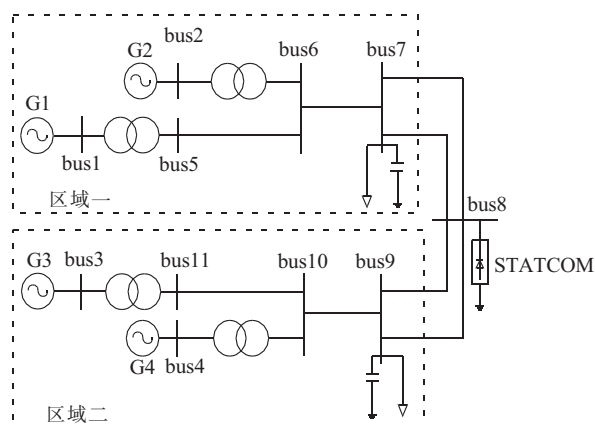 bus2
G2
bus6
bus7
G1
bus1
bus5
区域一
bus8
G3
bus3
bus11
bus10
bus9
STATCOM
G4
bus4
区域二